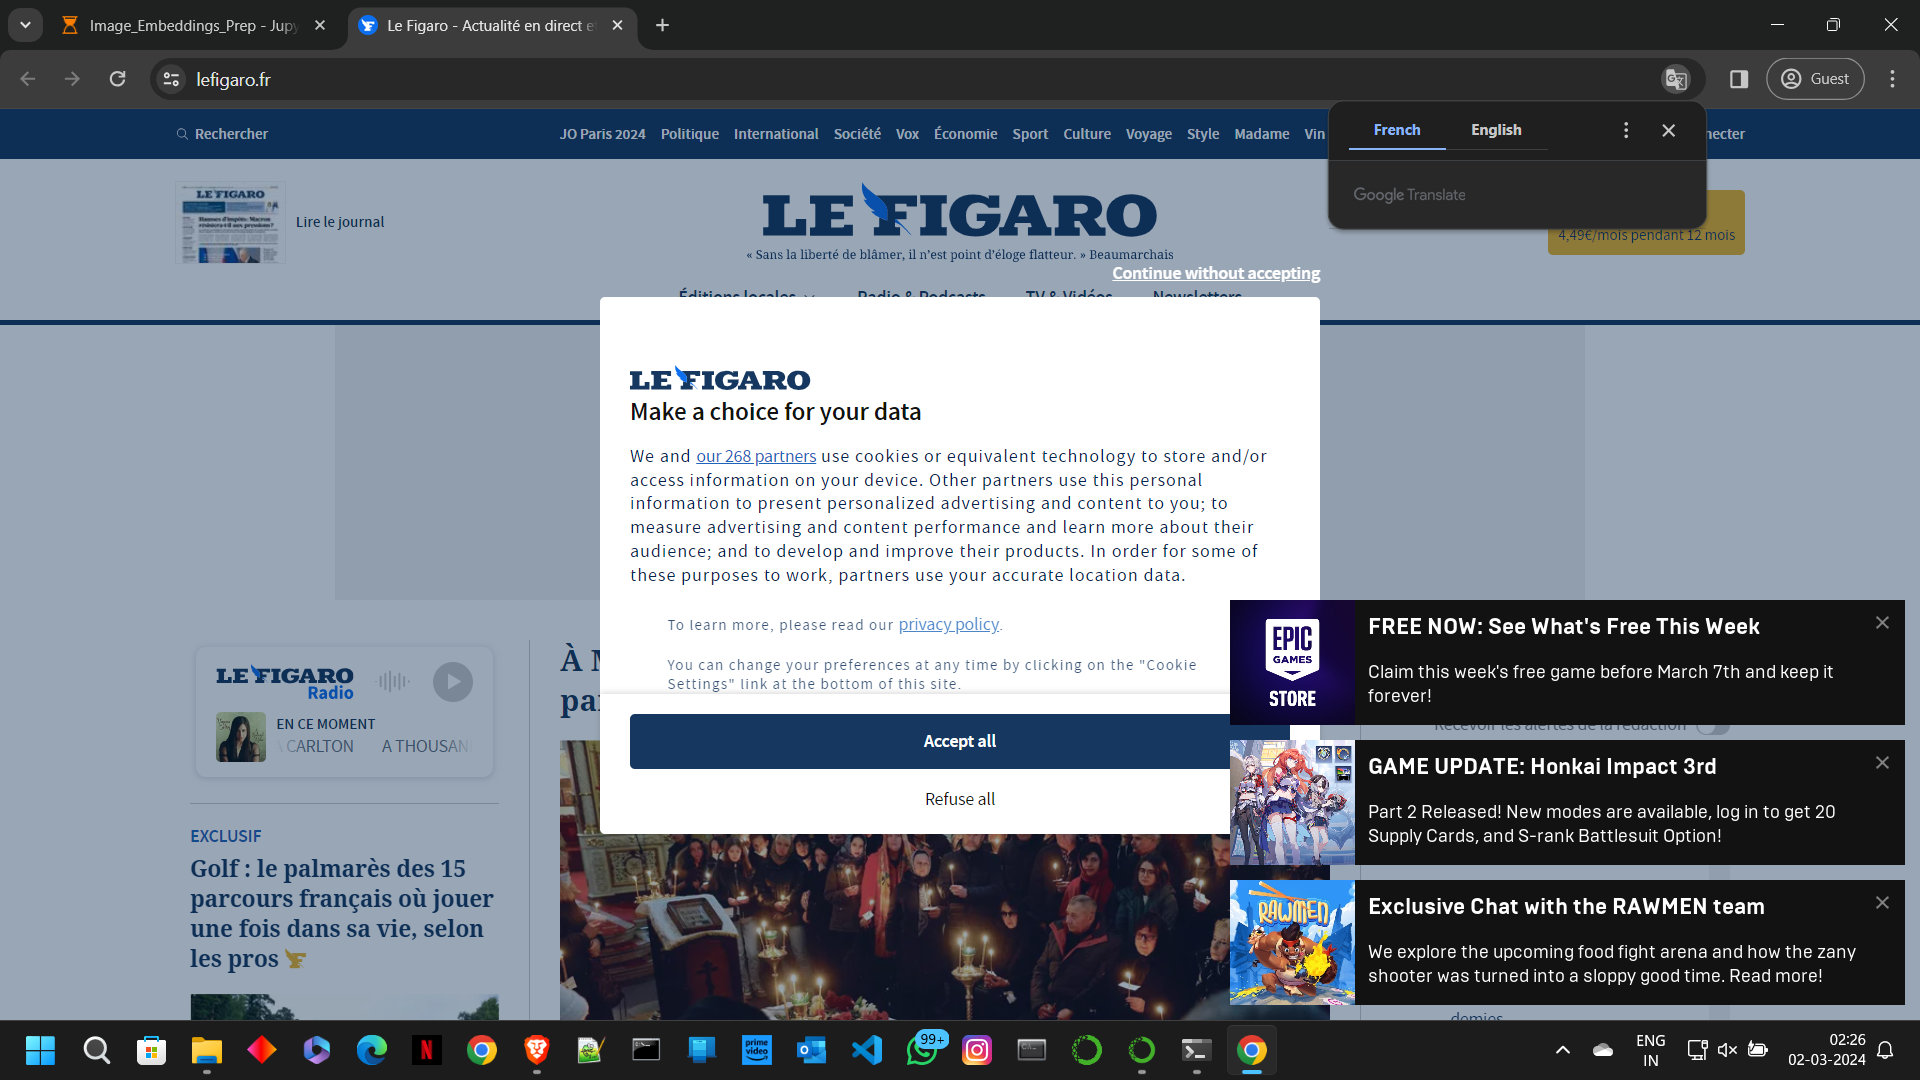 Image_Embeddings_Prep - Jupy
Le Figaro - Actualité en direct e
lefigaro.fr
Guest
Rechercher
JO Paris 2024 Politique International Société Vox Économie Sport Culture Voyage Style Madame Vin
necter
French
English
Google Translate
LE FIGARO
Lire le journal
LE FIGARO
« Sans la liberté de blâmer, il n'est point d'éloge flatteur. » Beaumarchais
4,49€/mois pendant 12 mois
Continue without accepting
Éditions locales
Radio & Podcasts
TV & Vidéos
Newsletters
LE FIGARO
Make a choice for your data
We and our 268 partners use cookies or equivalent technology to store and/or
access information on your device. Other partners use this personal
information to present personalized advertising and content to you; to
measure advertising and content performance and learn more about their
audience; and to develop and improve their products. In order for some of
these purposes to work, partners use your accurate location data.
To learn more, please read our privacy policy.
You can change your preferences at any time by clicking on the "Cookie
Settings" link at the bottom of this site.
Accept all
Refuse all
LE FIGARO
Radio
EN CE MOMENT
CARLTON A THOUSAN
EXCLUSIF
Golf : le palmarès des 15
parcours français où jouer
une fois dans sa vie, selon
les pros
À M
pa
EPIC
GAMES
STORE
FREE NOW: See What's Free This Week
Claim this week's free game before March 7th and keep it
forever!
Recevoir les alertes de la rédaction
GAME UPDATE: Honkai Impact 3rd
Part 2 Released! New modes are available, log in to get 20
Supply Cards, and S-rank Battlesuit Option!
RAWMEN
Exclusive Chat with the RAWMEN team
We explore the upcoming food fight arena and how the zany
shooter was turned into a sloppy good time. Read more!
demies
prime
video
99+
ENG
IN
02:26
02-03-2024